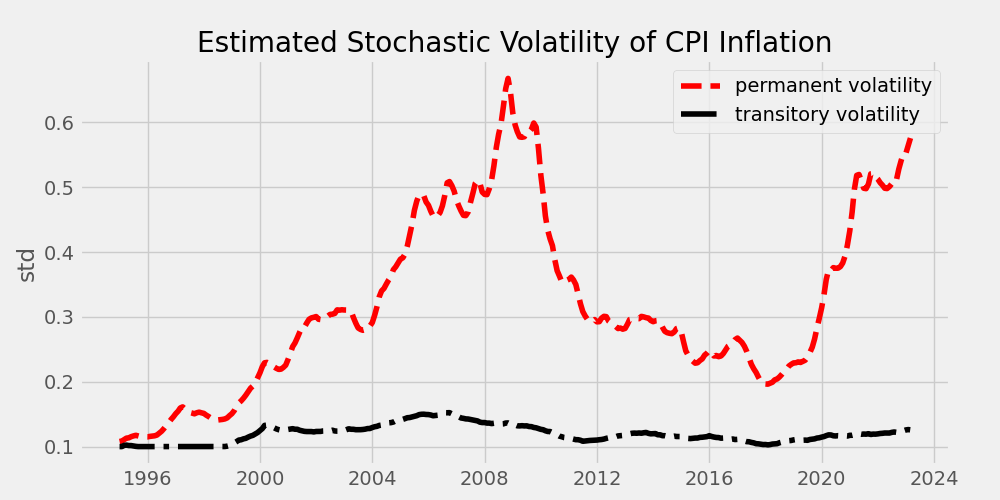 Estimated Stochastic Volatility of CPI Inflation
permanent volatility
transitory volatility
std
0.6
0.5
0.4
0.3
0.2
0.1
1996 2000 2004 2008 2012 2016 2020 2024